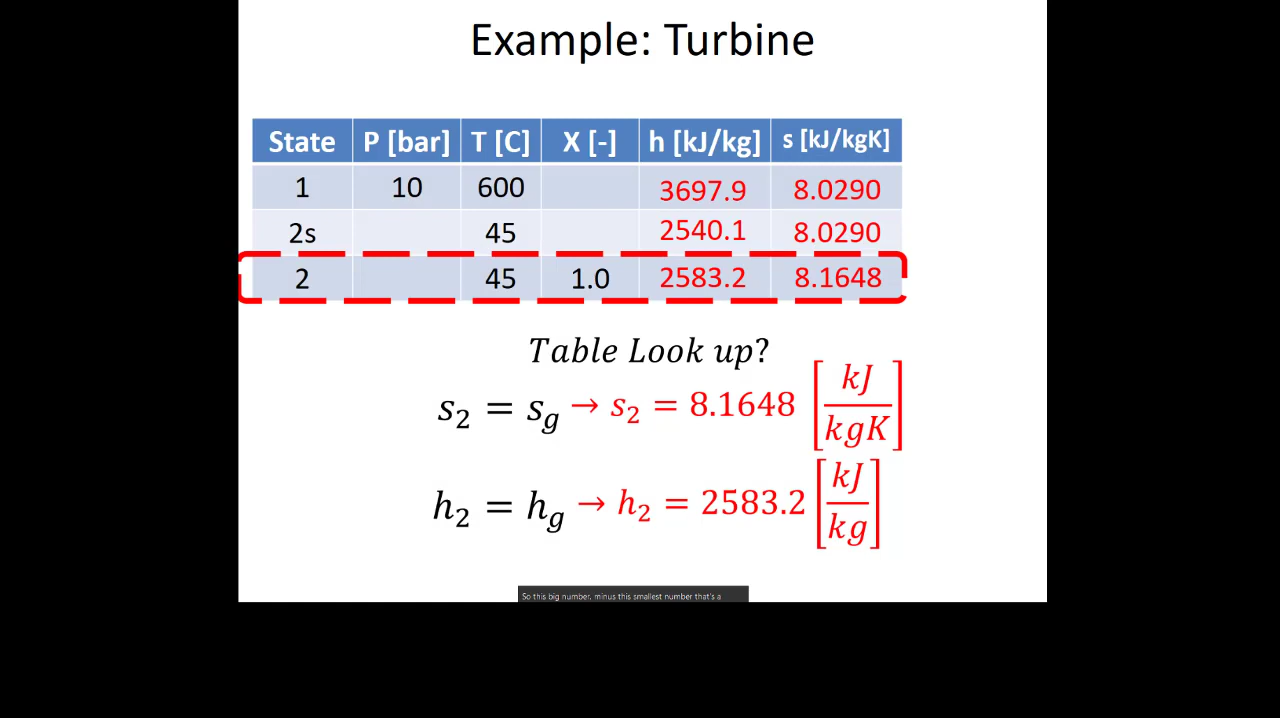 Example: Turbine
State P [bar] T [C] X [-] h [kJ/kg] s [kJ/kgK]
1 10 600 3697.9 8.0290
2s 45 2540.1 8.0290
2 45 1.0 2583.2 8.1648
Table Look up?
s₂ = s_g → s₂ = 8.1648 [kJ/kgK]
h₂ = h_g → h₂ = 2583.2 [kJ/kg]
So this big number, minus this smallest number that's a